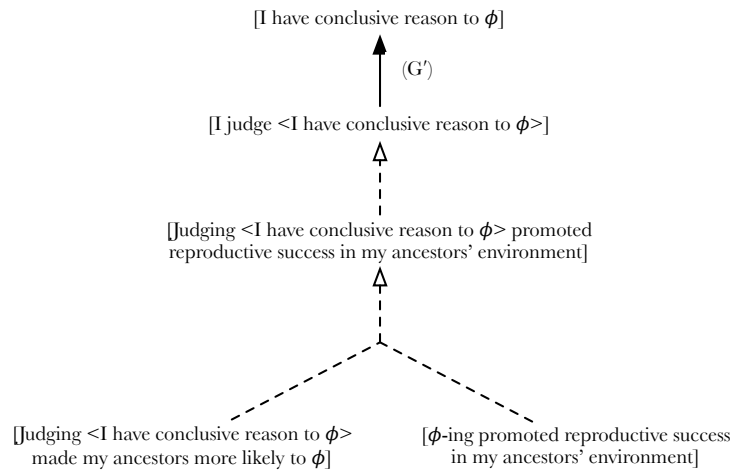 [I have conclusive reason to ϕ]
(G′)
[I judge <I have conclusive reason to ϕ>]
[Judging <I have conclusive reason to ϕ> promoted
reproductive success in my ancestors’ environment]
[Judging <I have conclusive reason to ϕ>
made my ancestors more likely to ϕ]
[ϕ-ing promoted reproductive success
in my ancestors’ environment]